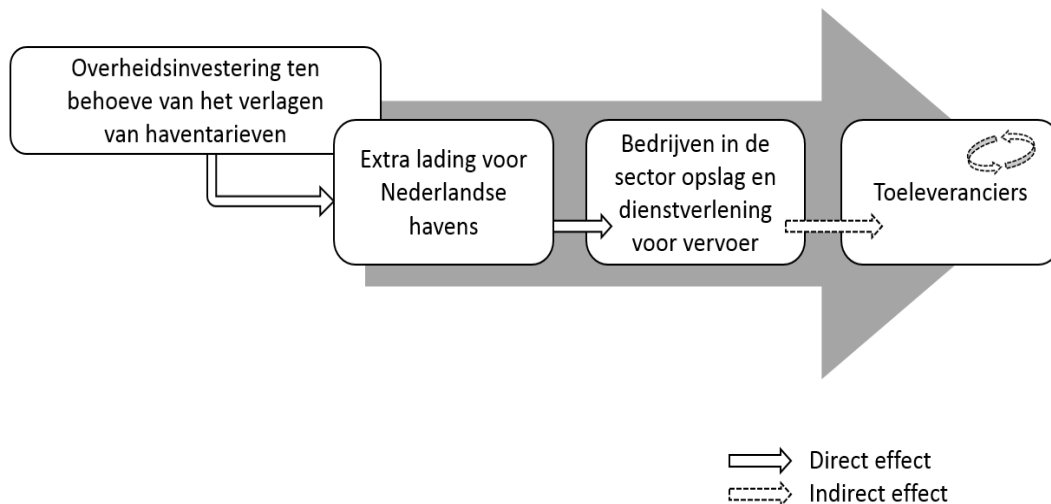 Overheidsinvestering ten
behoeve van het verlagen
van haventarieven
Extra lading voor
Nederlandse
havens
Bedrijven in de
sector opslag en
dienstverlening
voor vervoer
Toeleveranciers
Direct effect
Indirect effect